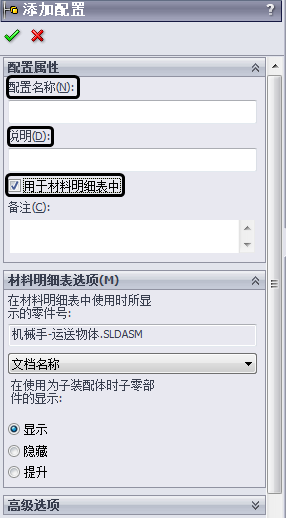 添加配置 ?
配置属性
配置名称(N):
说明(D):
用于材料明细表中
备注(C):
材料明细表选项(M)
在材料明细表中使用时所显
示的零件号:
机械手-运送物体.SLDASM
文档名称
在使用为子装配体时子零部
件的显示:
显示
隐藏
提升
高级选项